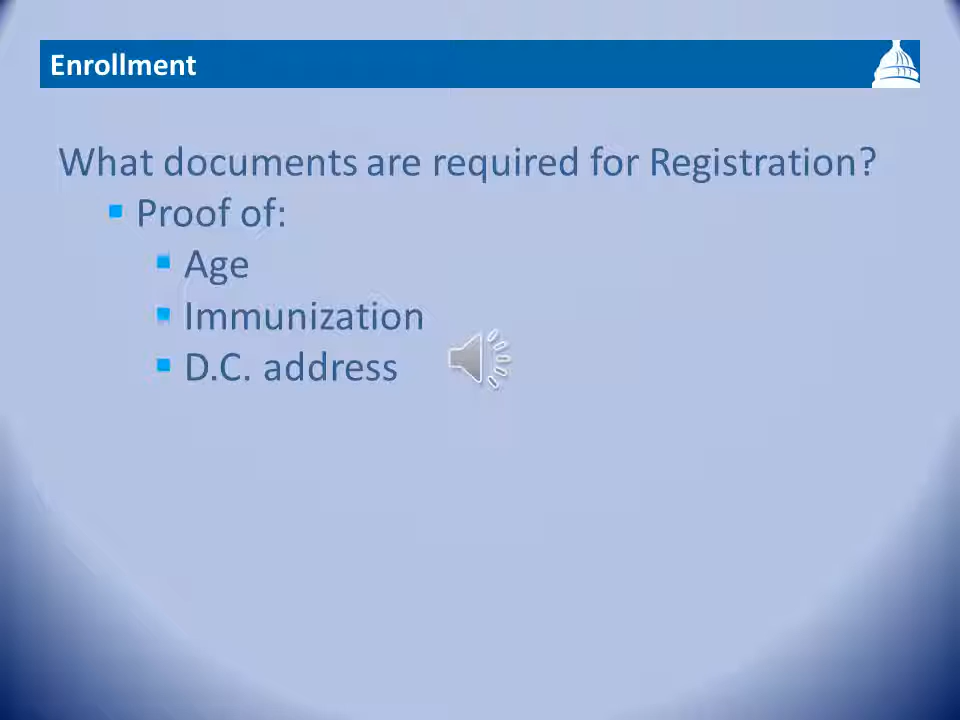 Enrollment
What documents are required for Registration?
Proof of:
Age
Immunization
D.C. address